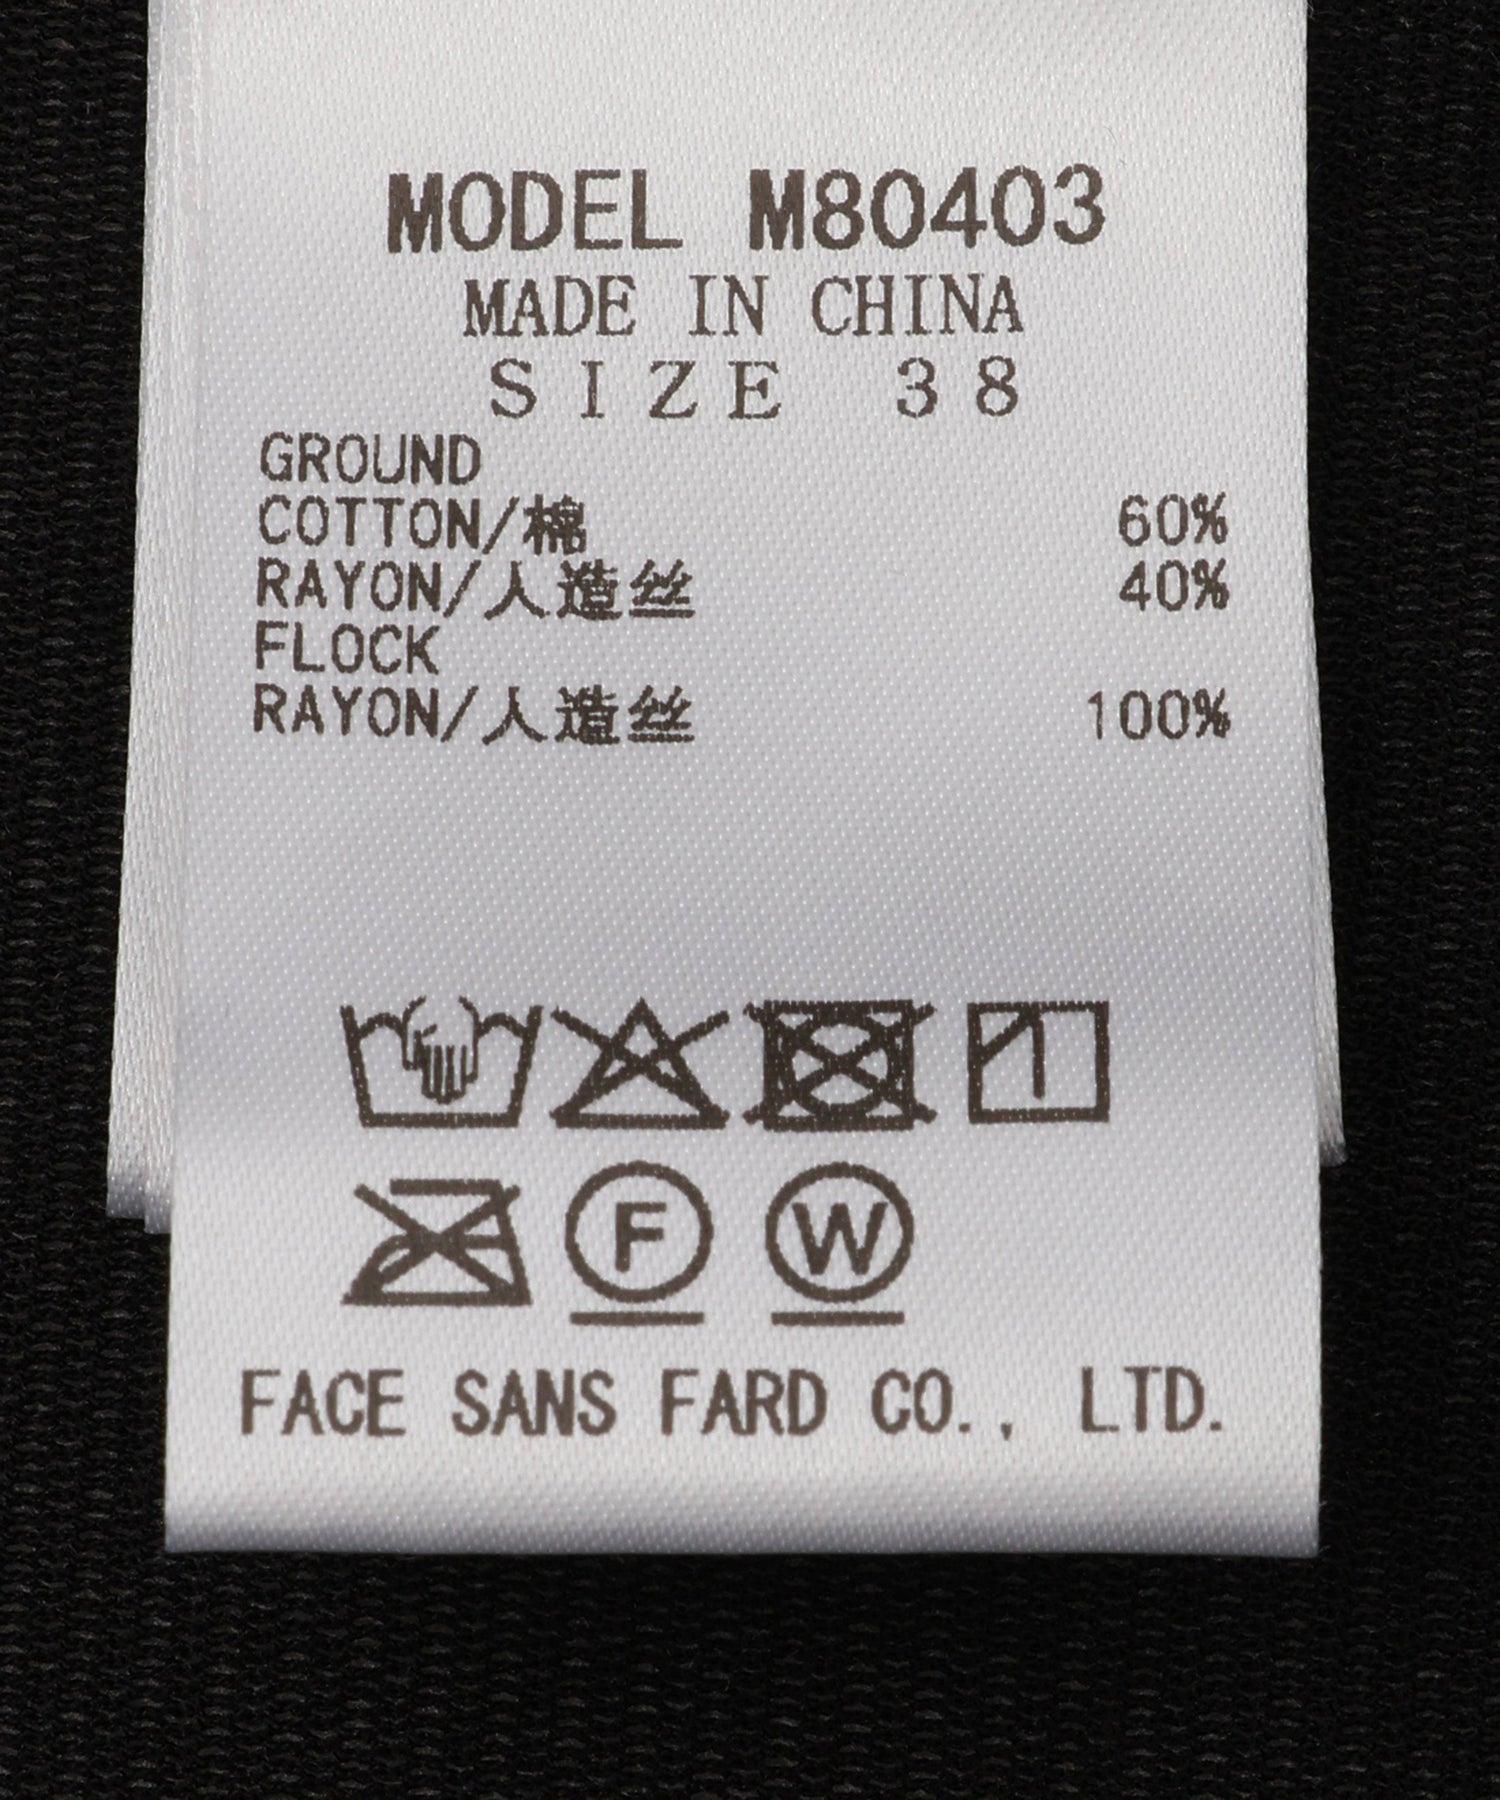 MODEL M80403
MADE IN CHINA
SIZE 38
GROUND
COTTON/棉 60%
RAYON/人造丝 40%
FLOCK
RAYON/人造丝 100%
F W
FACE SANS FARD CO., LTD.